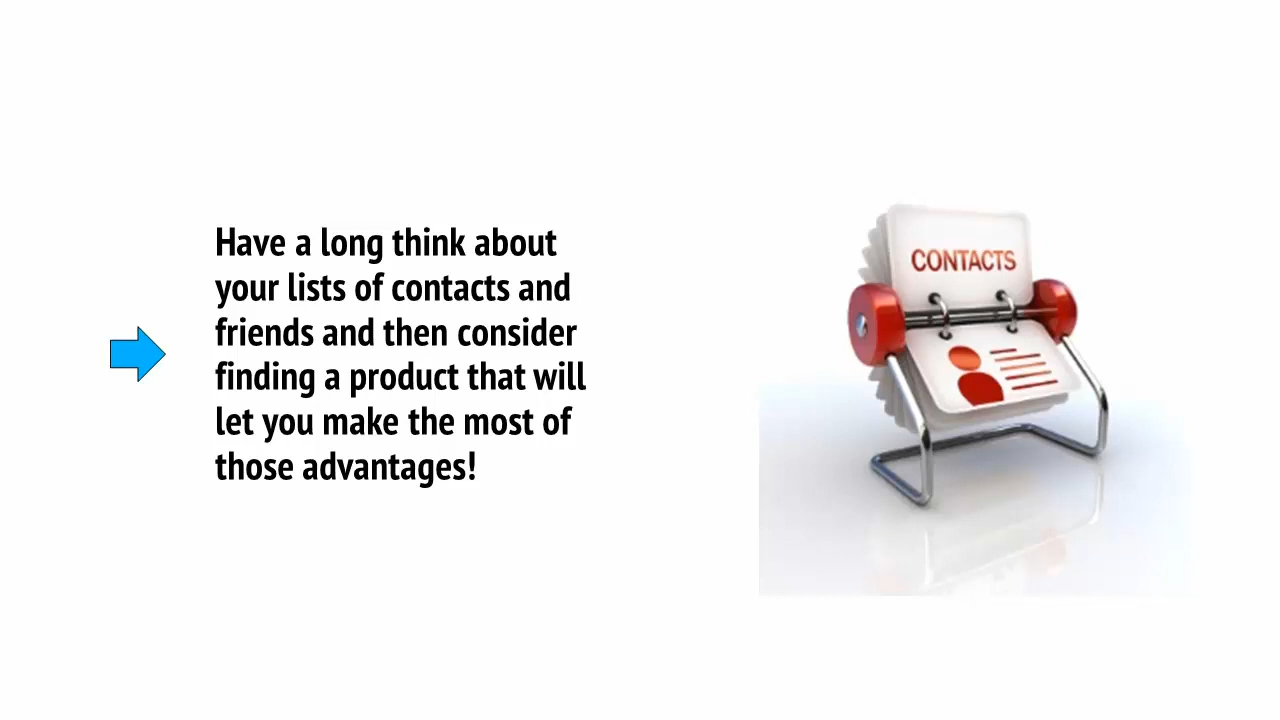 Have a long think about
your lists of contacts and
friends and then consider
finding a product that will
let you make the most of
those advantages!
CONTACTS